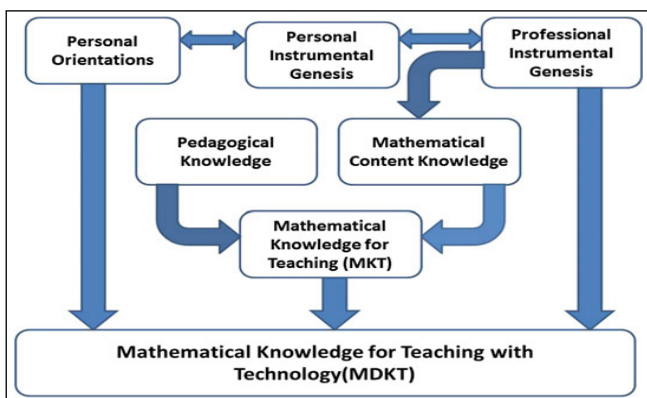 Personal
Orientations
Personal
Instrumental
Genesis
Professional
Instrumental
Genesis
Pedagogical
Knowledge
Mathematical
Content Knowledge
Mathematical
Knowledge for
Teaching (MKT)
Mathematical Knowledge for Teaching with
Technology(MDKT)